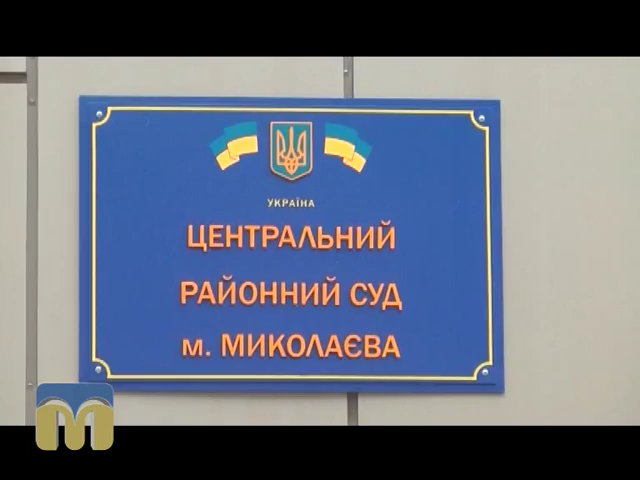 УКРАЇНА
ЦЕНТРАЛЬНИЙ
РАЙОННИЙ СУД
м. МИКОЛАЄВА
М